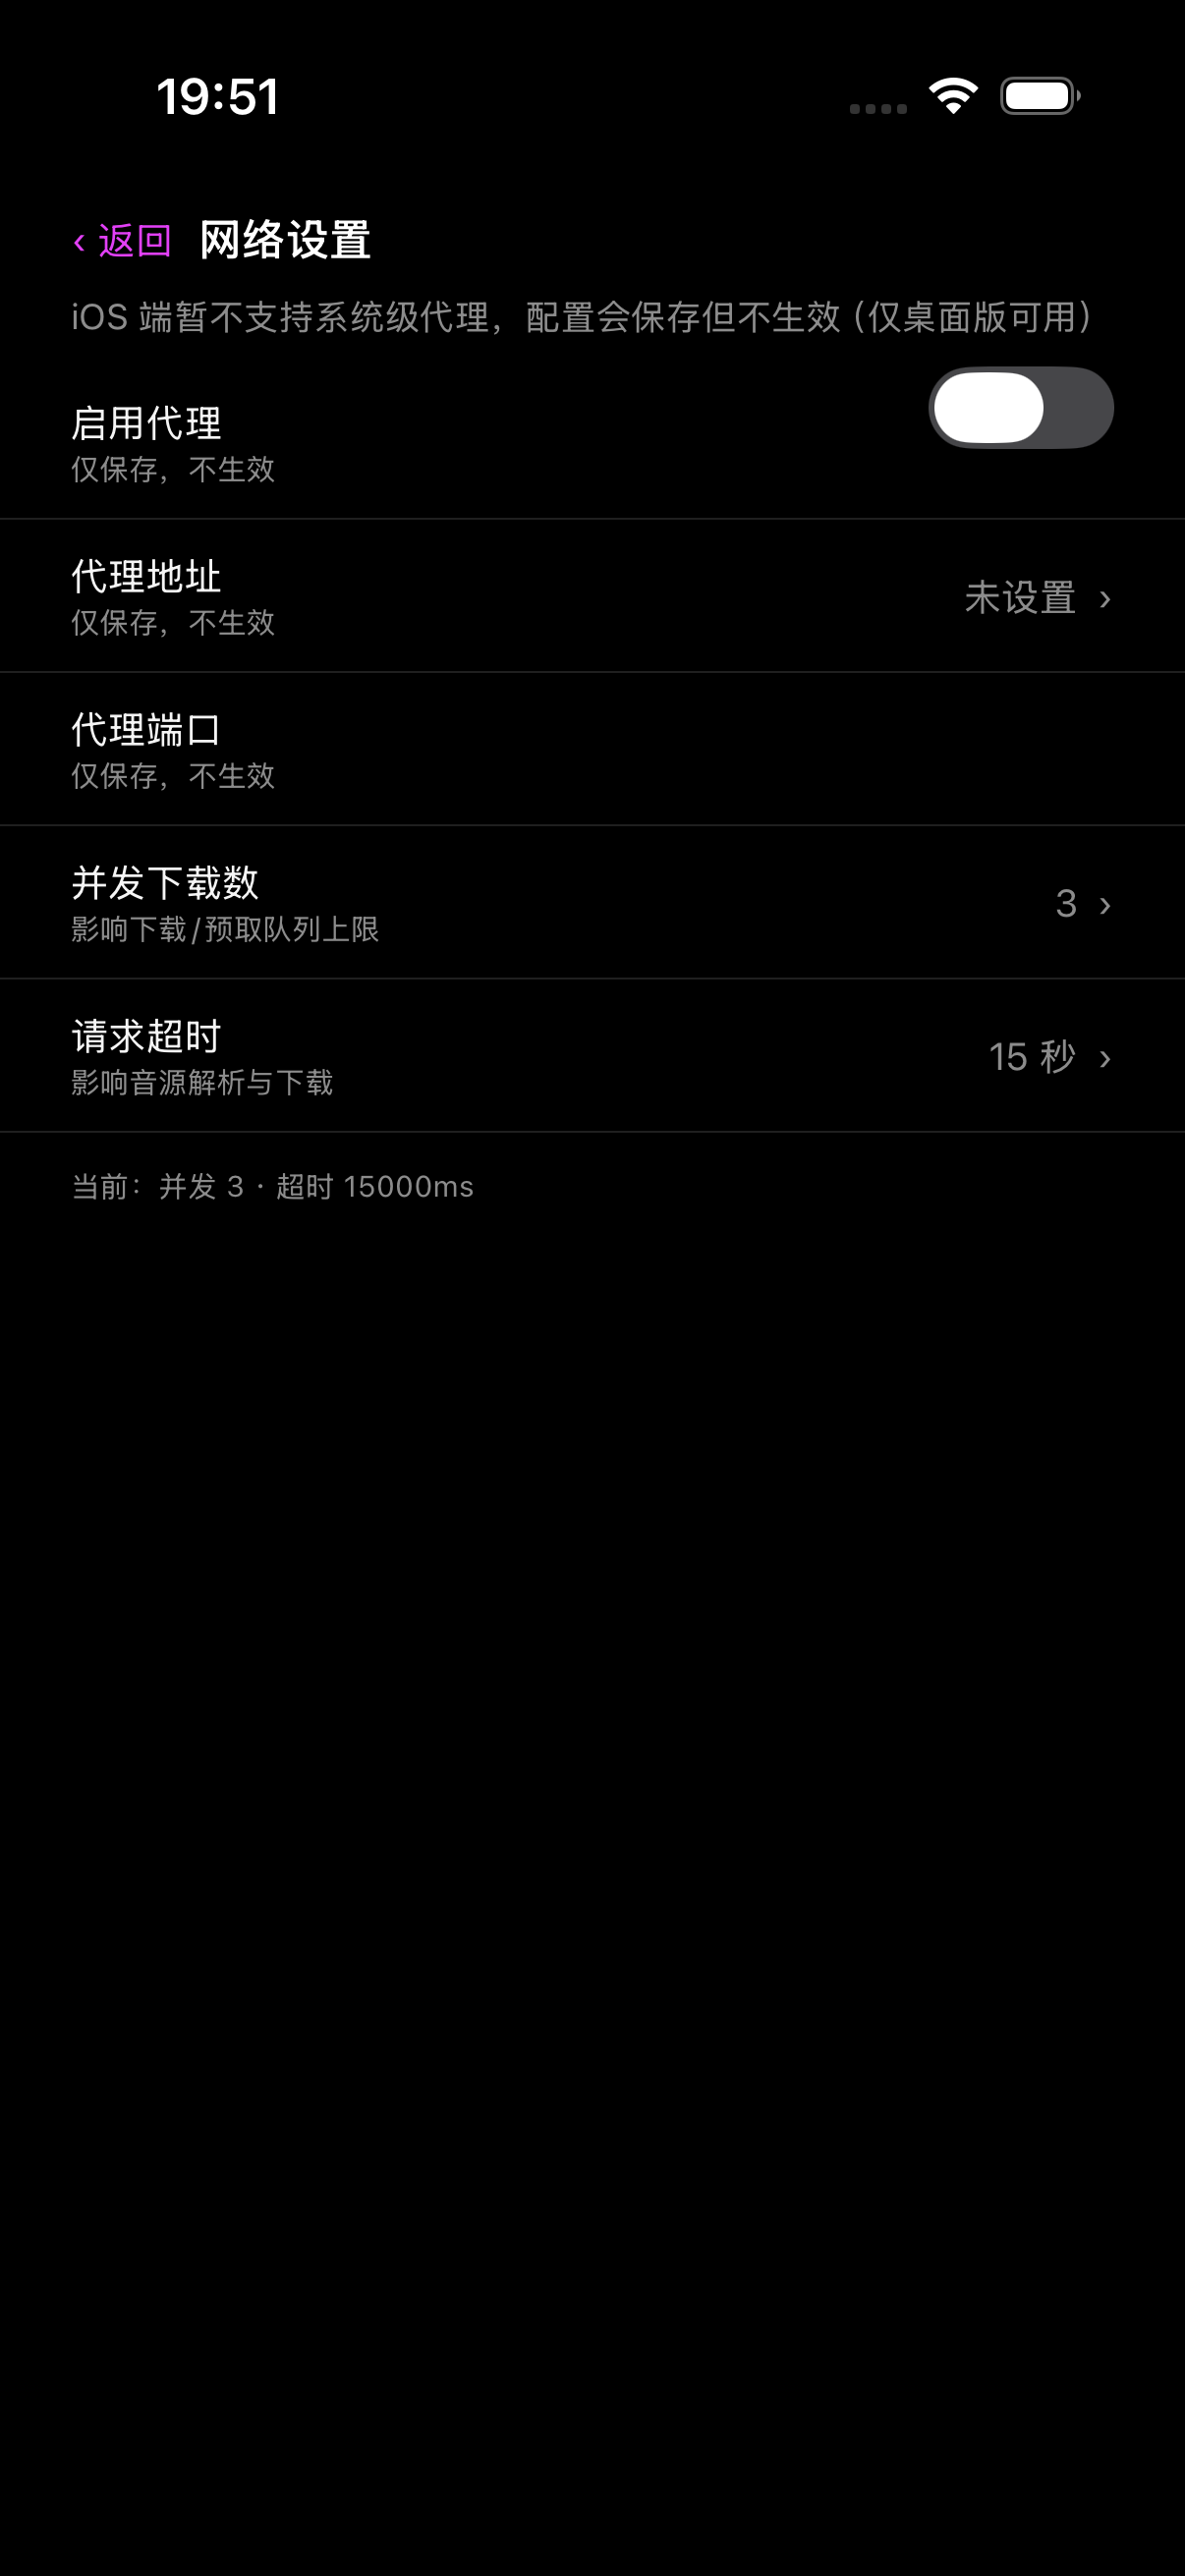 19:51
‹ 返回 网络设置
iOS 端暂不支持系统级代理，配置会保存但不生效（仅桌面版可用）
启用代理
仅保存，不生效
代理地址
仅保存，不生效
未设置 ›
代理端口
仅保存，不生效
并发下载数
影响下载/预取队列上限
3 ›
请求超时
影响音源解析与下载
15 秒 ›
当前：并发 3 · 超时 15000ms